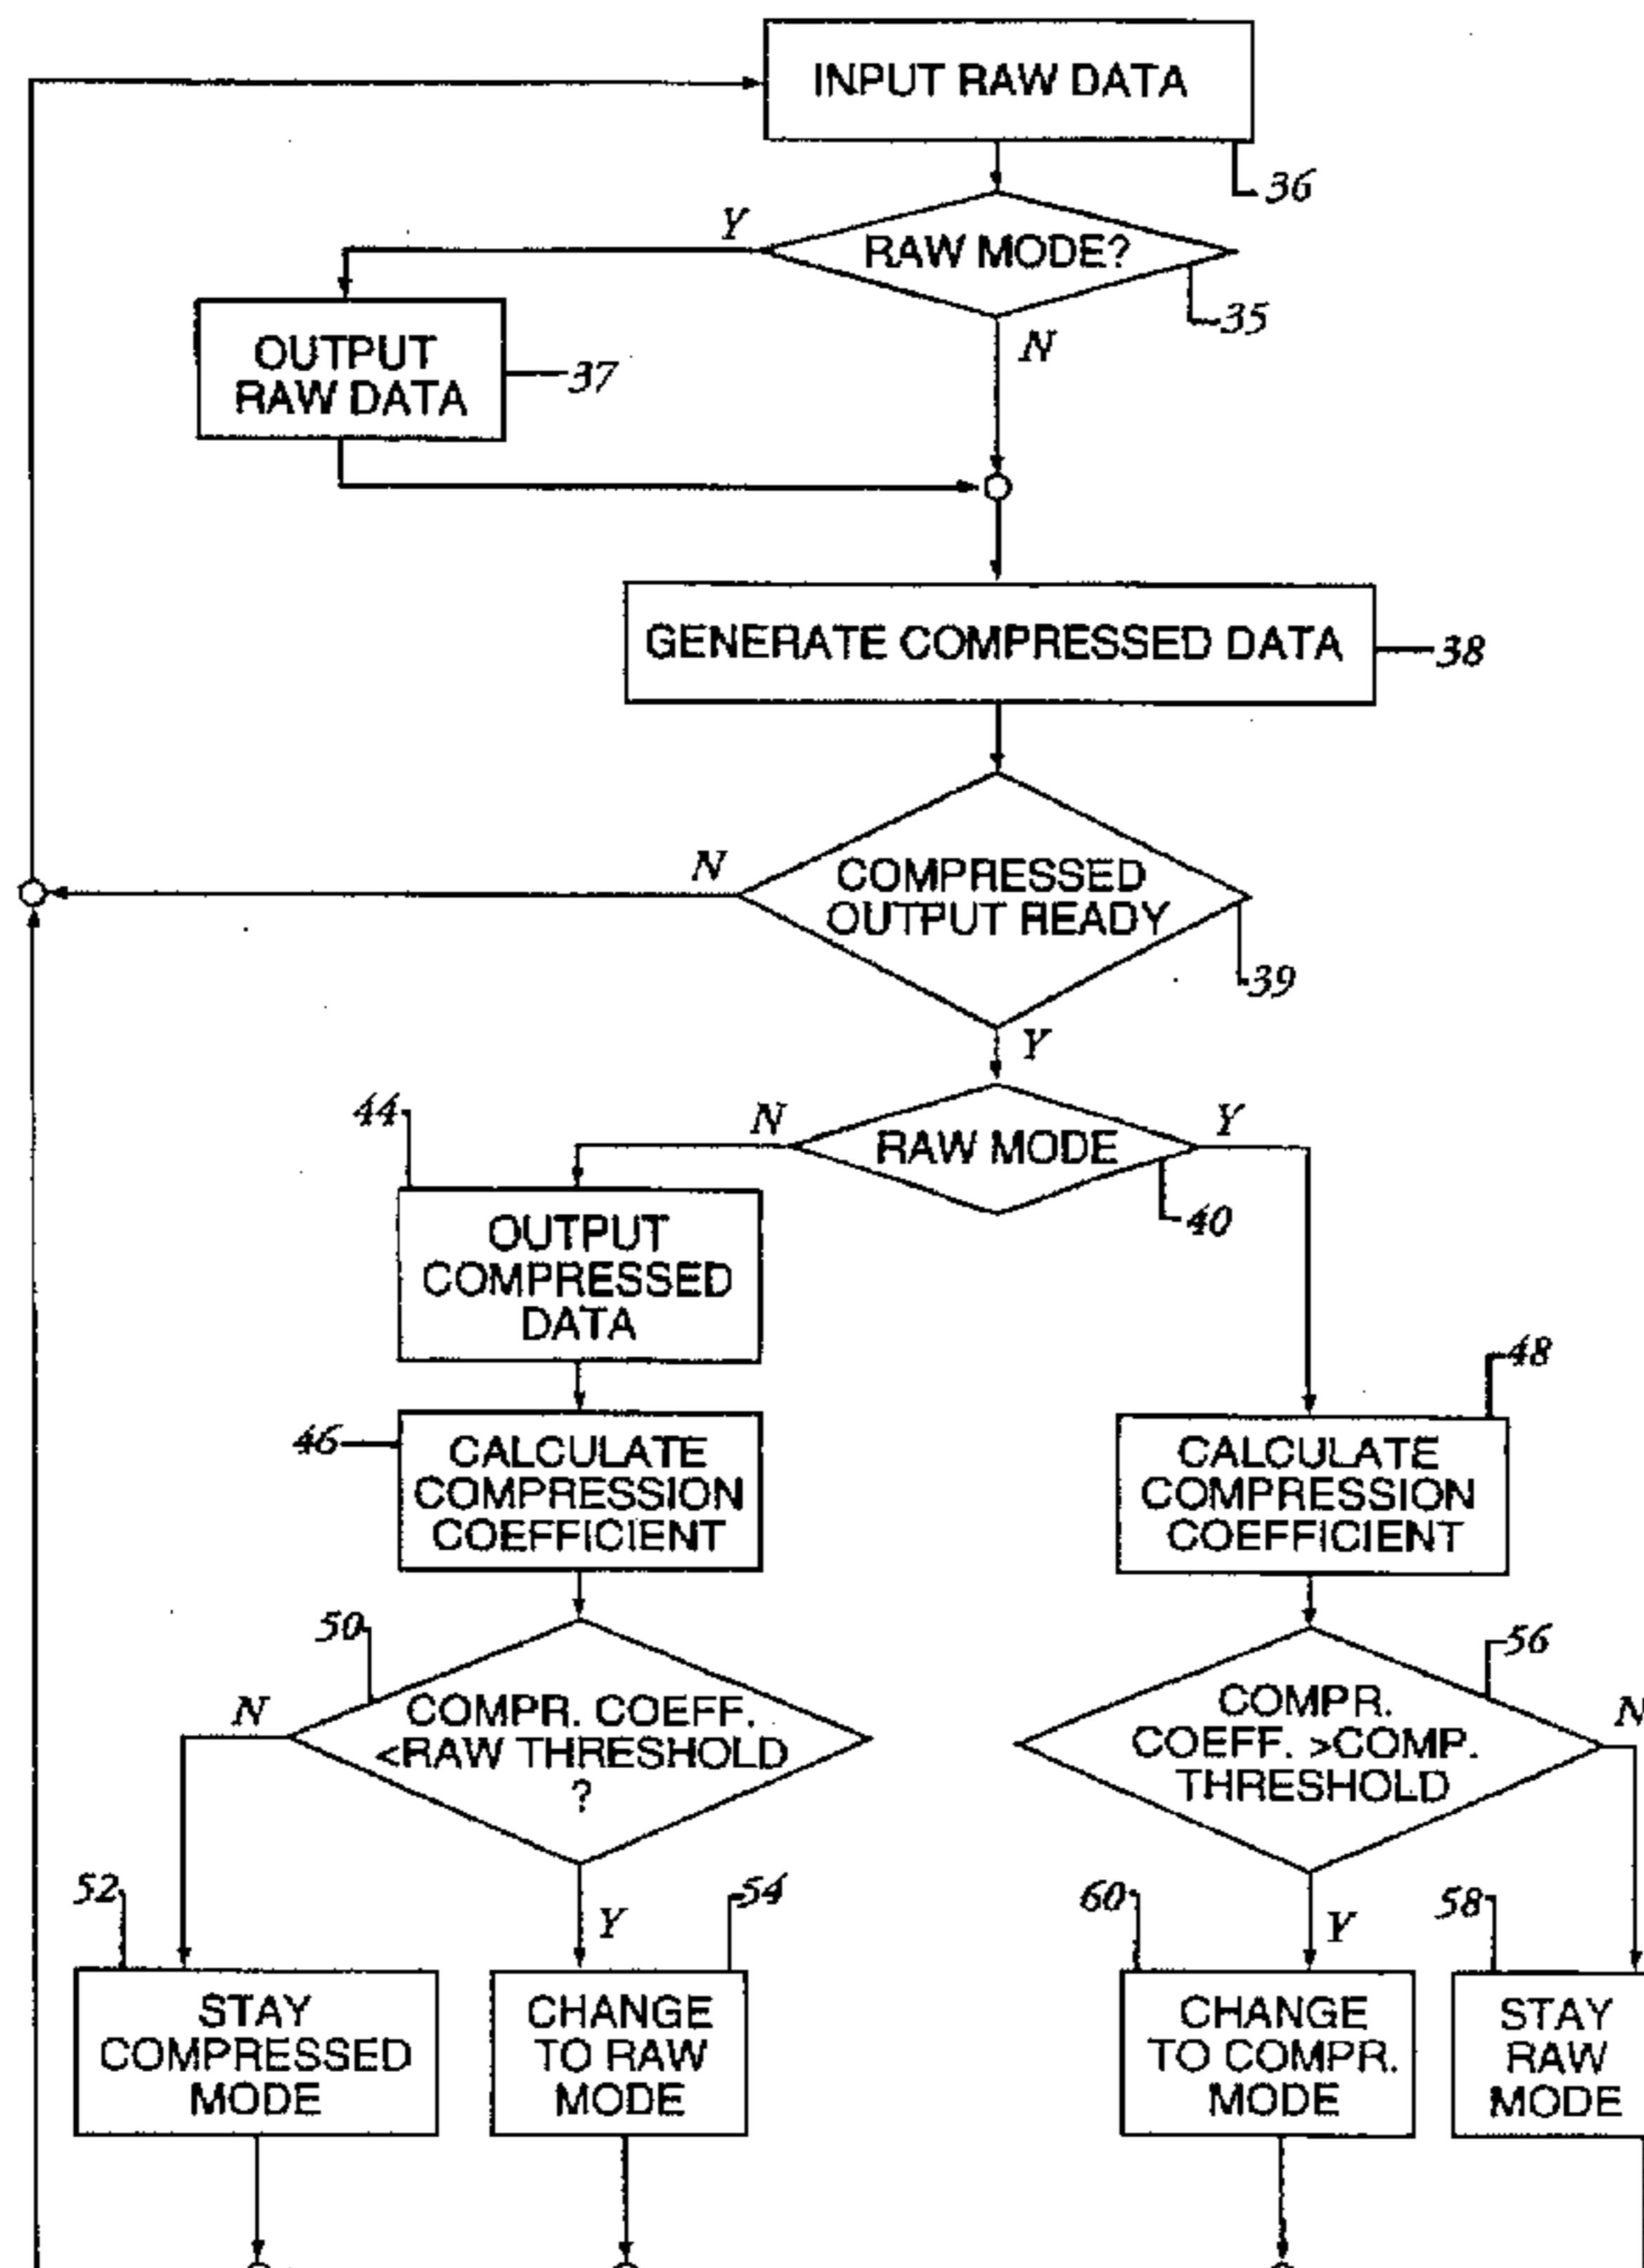 INPUT RAW DATA
36
Y
RAW MODE?
35
N
OUTPUT
RAW DATA
37
GENERATE COMPRESSED DATA
38
N
COMPRESSED
OUTPUT READY
39
Y
44
N
RAW MODE
Y
40
OUTPUT
COMPRESSED
DATA
48
46
CALCULATE
COMPRESSION
COEFFICIENT
CALCULATE
COMPRESSION
COEFFICIENT
50
56
N
COMPR. COEFF.
<RAW THRESHOLD
?
COMPR.
COEFF. >COMP.
THRESHOLD
N
52
Y
54
60
Y
58
STAY
COMPRESSED
MODE
CHANGE
TO RAW
MODE
CHANGE
TO COMPR.
MODE
STAY
RAW
MODE